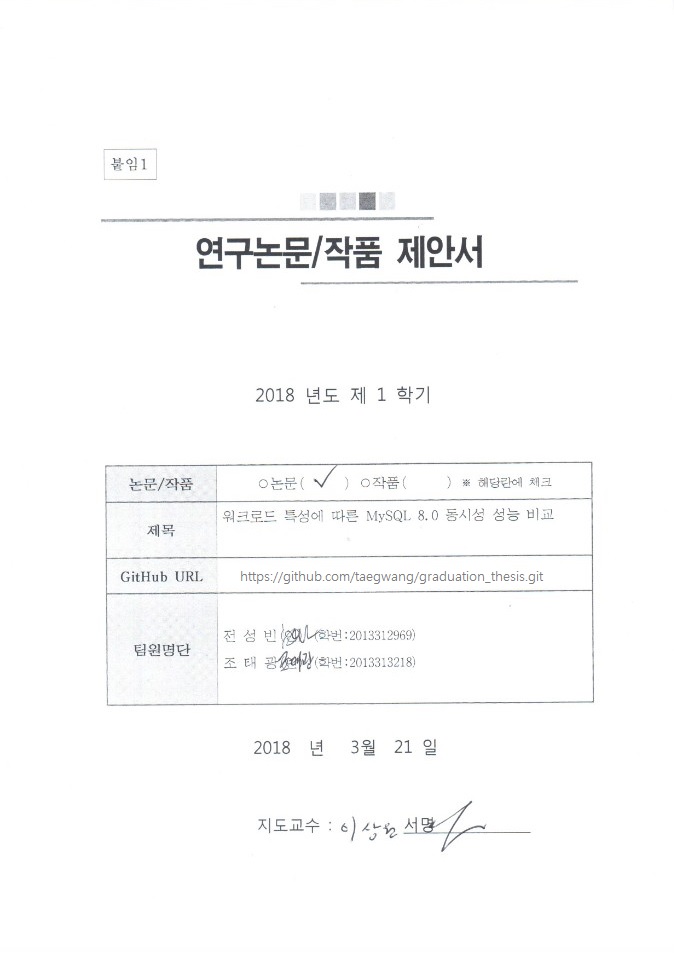 붙임1
연구논문/작품 제안서
2018 년도 제 1 학기
논문/작품 ○논문( ✓ ) ○작품( ) ※ 해당란에 체크
제목 워크로드 특성에 따른 MySQL 8.0 동시성 성능 비교
GitHub URL https://github.com/taegwang/graduation_thesis.git
팀원명단
전 성 빈 (학번:2013312969)
조 태 광 조태광 (학번:2013313218)
2018 년 3월 21 일
지도교수 : 이상원 서명